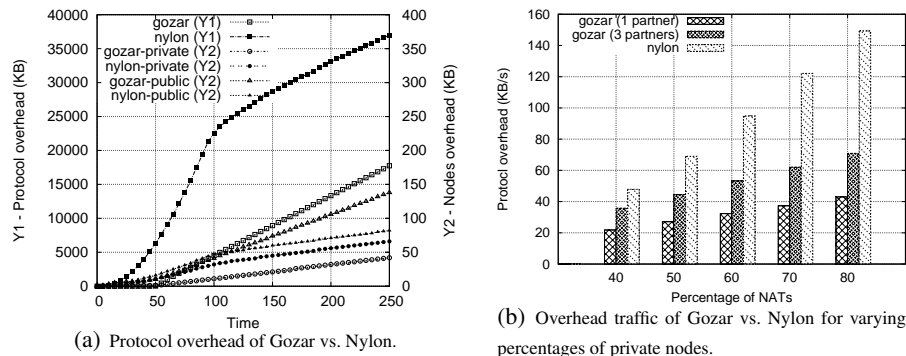 gozar (Y1)
nylon (Y1)
gozar-private (Y2)
nylon-private (Y2)
gozar-public (Y2)
nylon-public (Y2)
Y1 - Protocol overhead (KB)
40000
35000
30000
25000
20000
15000
10000
5000
0
400
350
300
250
200
150
100
50
0
Y2 - Nodes overhead (KB)
0 50 100 150 200 250
Time
(a) Protocol overhead of Gozar vs. Nylon.
gozar (1 partner)
gozar (3 partners)
nylon
Protocl overhead (KB/s)
160
140
120
100
80
60
40
20
0
40 50 60 70 80
Percentage of NATs
(b) Overhead traffic of Gozar vs. Nylon for varying
percentages of private nodes.